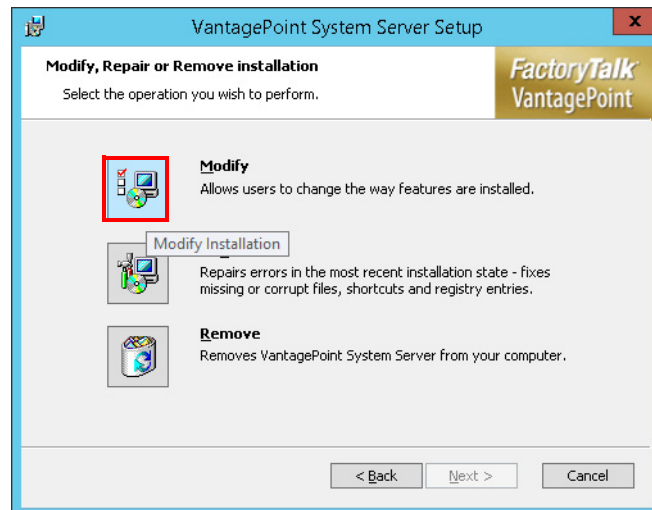 VantagePoint System Server Setup
x
Modify, Repair or Remove installation
Select the operation you wish to perform.
FactoryTalk
VantagePoint
Modify
Allows users to change the way features are installed.
Modify Installation
Repairs errors in the most recent installation state - fixes
missing or corrupt files, shortcuts and registry entries.
Remove
Removes VantagePoint System Server from your computer.
< Back
Next >
Cancel